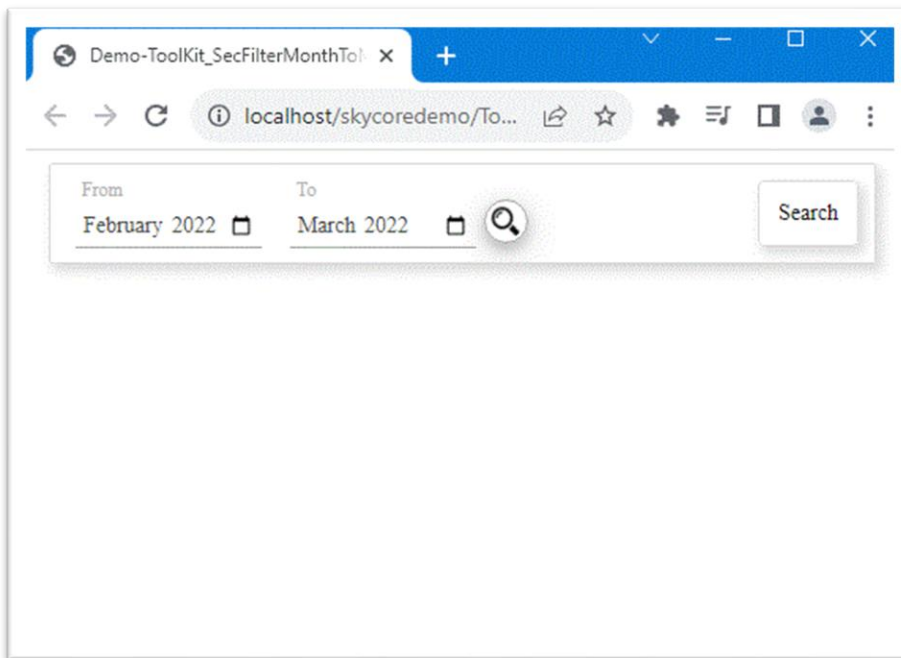 Demo-ToolKit_SecFilterMonthTo
localhost/skycoredemo/To...
From
To
February 2022
March 2022
Search